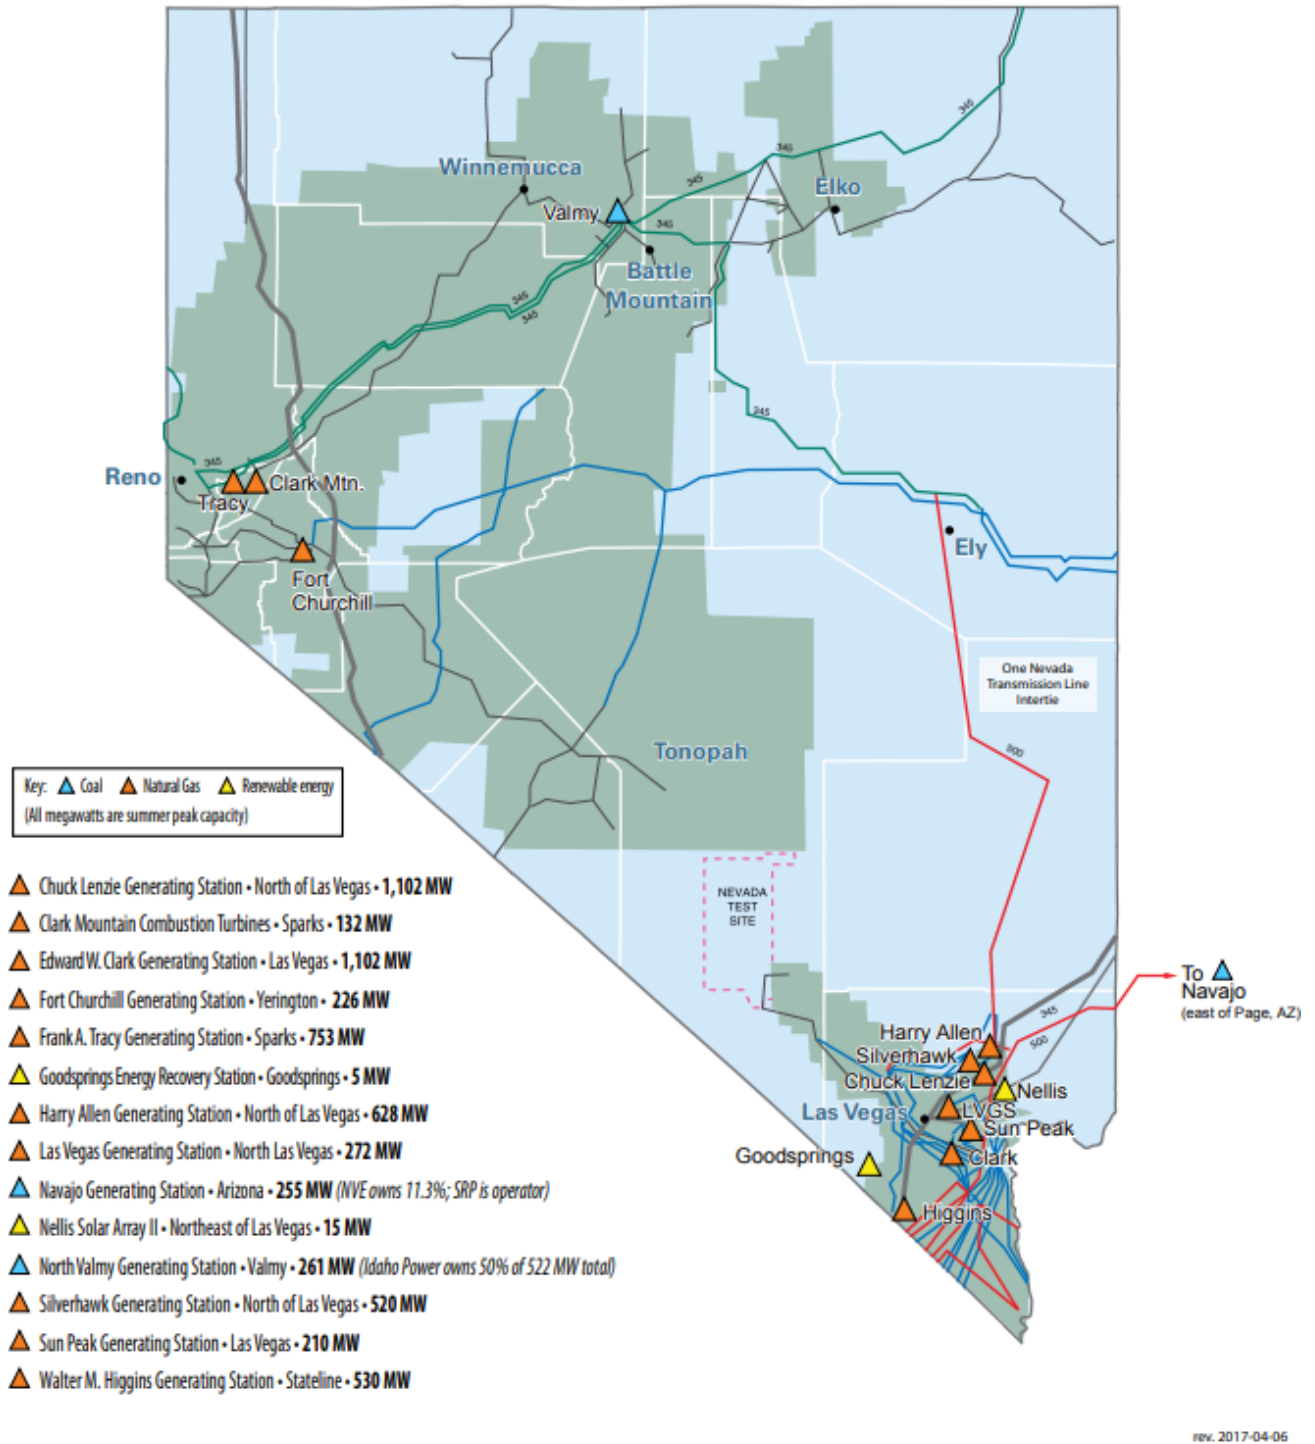 345
345
Winnemucca
345
Elko
Valmy
345
Battle
Mountain
345
345
345
345
Reno
Clark Mtn.
Tracy
Ely
Fort
Churchill
One Nevada
Transmission Line
Intertie
500
Tonopah
Key: Coal Natural Gas Renewable energy
(All megawatts are summer peak capacity)
NEVADA
TEST
SITE
Chuck Lenzie Generating Station • North of Las Vegas • 1,102 MW
Clark Mountain Combustion Turbines • Sparks • 132 MW
Edward W. Clark Generating Station • Las Vegas • 1,102 MW
Fort Churchill Generating Station • Yerington • 226 MW
Frank A. Tracy Generating Station • Sparks • 753 MW
Goodsprings Energy Recovery Station • Goodsprings • 5 MW
Harry Allen Generating Station • North of Las Vegas • 628 MW
Las Vegas Generating Station • North Las Vegas • 272 MW
Navajo Generating Station • Arizona • 255 MW (NVE owns 11.3%; SRP is operator)
Nellis Solar Array II • Northeast of Las Vegas • 15 MW
North Valmy Generating Station • Valmy • 261 MW (Idaho Power owns 50% of 522 MW total)
Silverhawk Generating Station • North of Las Vegas • 520 MW
Sun Peak Generating Station • Las Vegas • 210 MW
Walter M. Higgins Generating Station • Stateline • 530 MW
To
Navajo
(east of Page, AZ)
345
500
Harry Allen
Silverhawk
Chuck Lenzie
Nellis
Las Vegas
LVGS
Sun Peak
Goodsprings
Clark
Higgins
rev. 2017-04-06